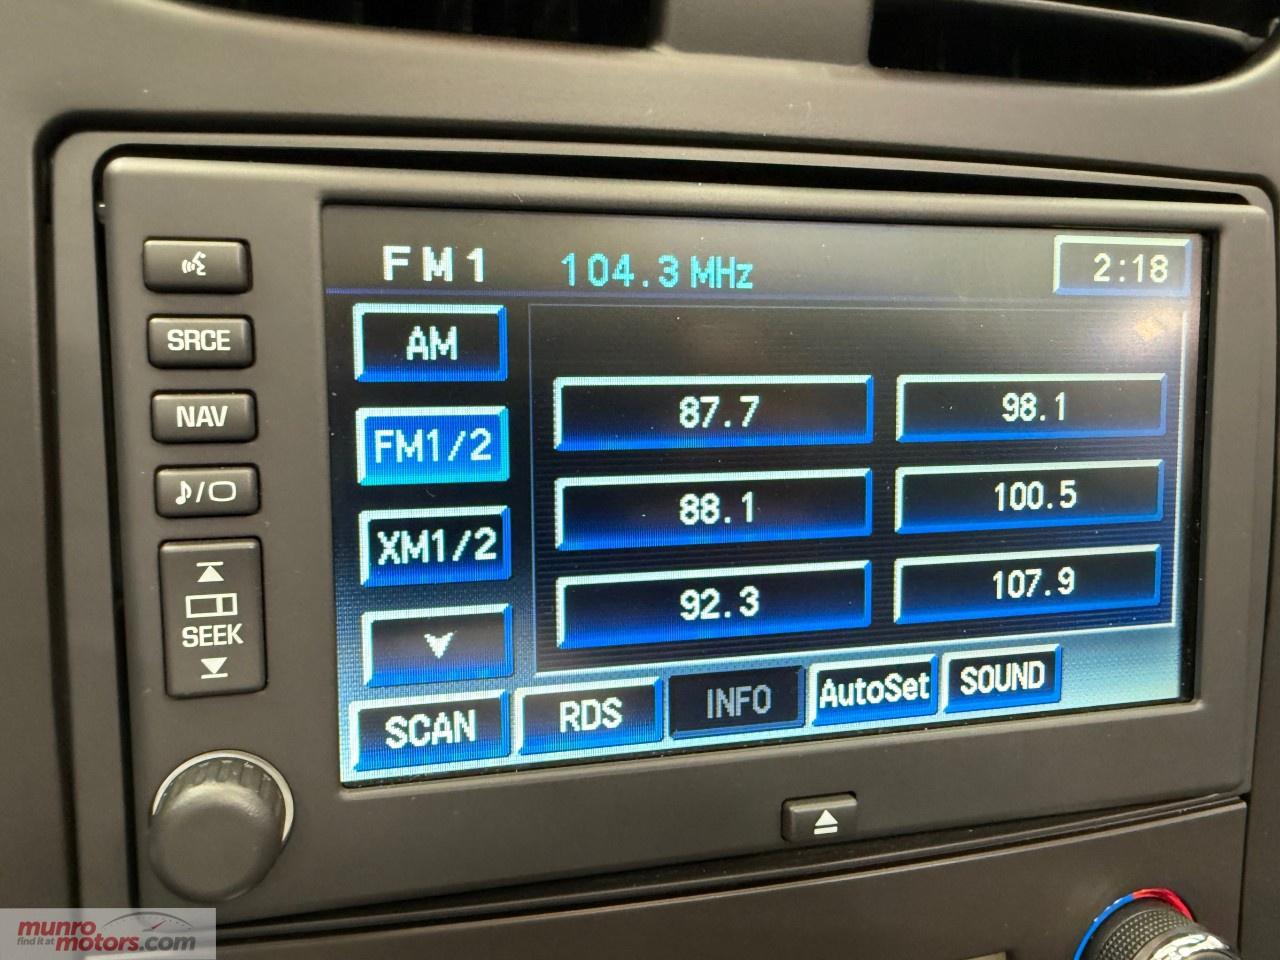 FM1 104.3 MHz 2:18
AM
FM1/2
XM1/2
87.7 98.1
88.1 100.5
92.3 107.9
SCAN RDS INFO AutoSet SOUND
SRCE
NAV
SEEK
munro
find it at motors.com